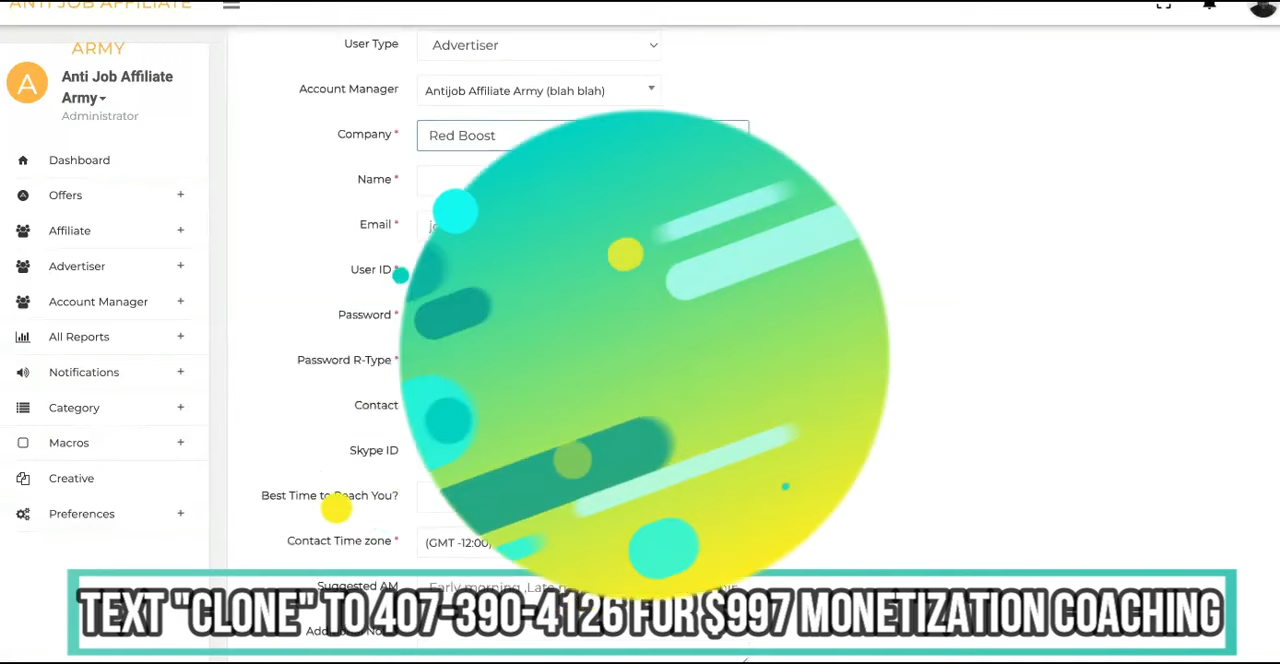 ANTI JOB AFFILIATE
ARMY
A
Anti Job Affiliate
Army
Administrator
Dashboard
Offers +
Affiliate +
Advertiser +
Account Manager +
All Reports +
Notifications +
Category +
Macros +
Creative
Preferences +
User Type Advertiser
Account Manager Antijob Affiliate Army (blah blah)
Company * Red Boost
Name *
Email *
User ID *
Password *
Password R-Type *
Contact
Skype ID
Best Time to Reach You?
Contact Time zone * (GMT -12:00)
Suggested AM Early morning ,Late
TEXT "CLONE" TO 407-390-4126 FOR $997 MONETIZATION COACHING